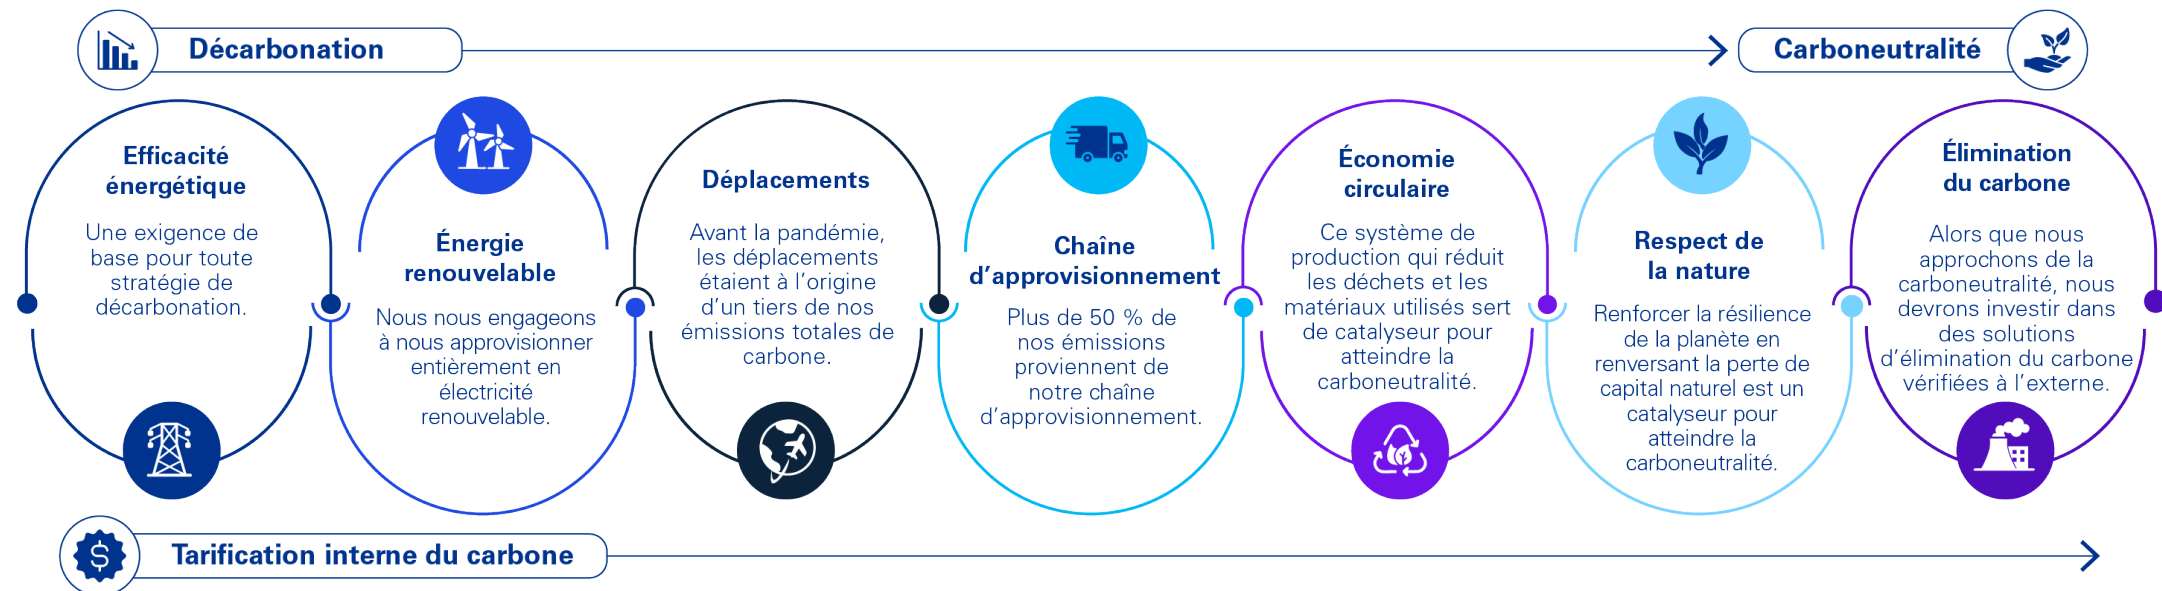 Décarbonation
Carboneutralité
Efficacité
énergétique
Une exigence de
base pour toute
stratégie de
décarbonation.
Énergie
renouvelable
Nous nous engageons
à nous approvisionner
entièrement en
électricité
renouvelable.
Déplacements
Avant la pandémie,
les déplacements
étaient à l’origine
d’un tiers de nos
émissions totales de
carbone.
Chaîne
d’approvisionnement
Plus de 50 % de
nos émissions
proviennent de
notre chaîne
d’approvisionnement.
Économie
circulaire
Ce système de
production qui réduit
les déchets et les
matériaux utilisés sert
de catalyseur pour
atteindre la
carboneutralité.
Respect de
la nature
Renforcer la résilience
de la planète en
renversant la perte de
capital naturel est un
catalyseur pour
atteindre la
carboneutralité.
Élimination
du carbone
Alors que nous
approchons de la
carboneutralité, nous
devrons investir dans
des solutions
d’élimination du carbone
vérifiées à l’externe.
$
Tarification interne du carbone